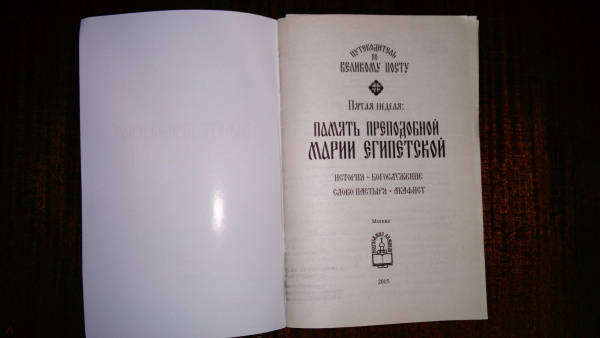 ПУТЕВОДИТЕЛЬ
ПО
ВЕЛИКОМУ ПОСТУ
Пятая неделя:
ПАМЯТЬ ПРЕПОДОБНОЙ
МАРИИ ЕГИПЕТСКОЙ
ИСТОРИЯ • БОГОСЛУЖЕНИЕ
СЛОВО ПАСТЫРЯ • АКАФИСТ
Москва
2015